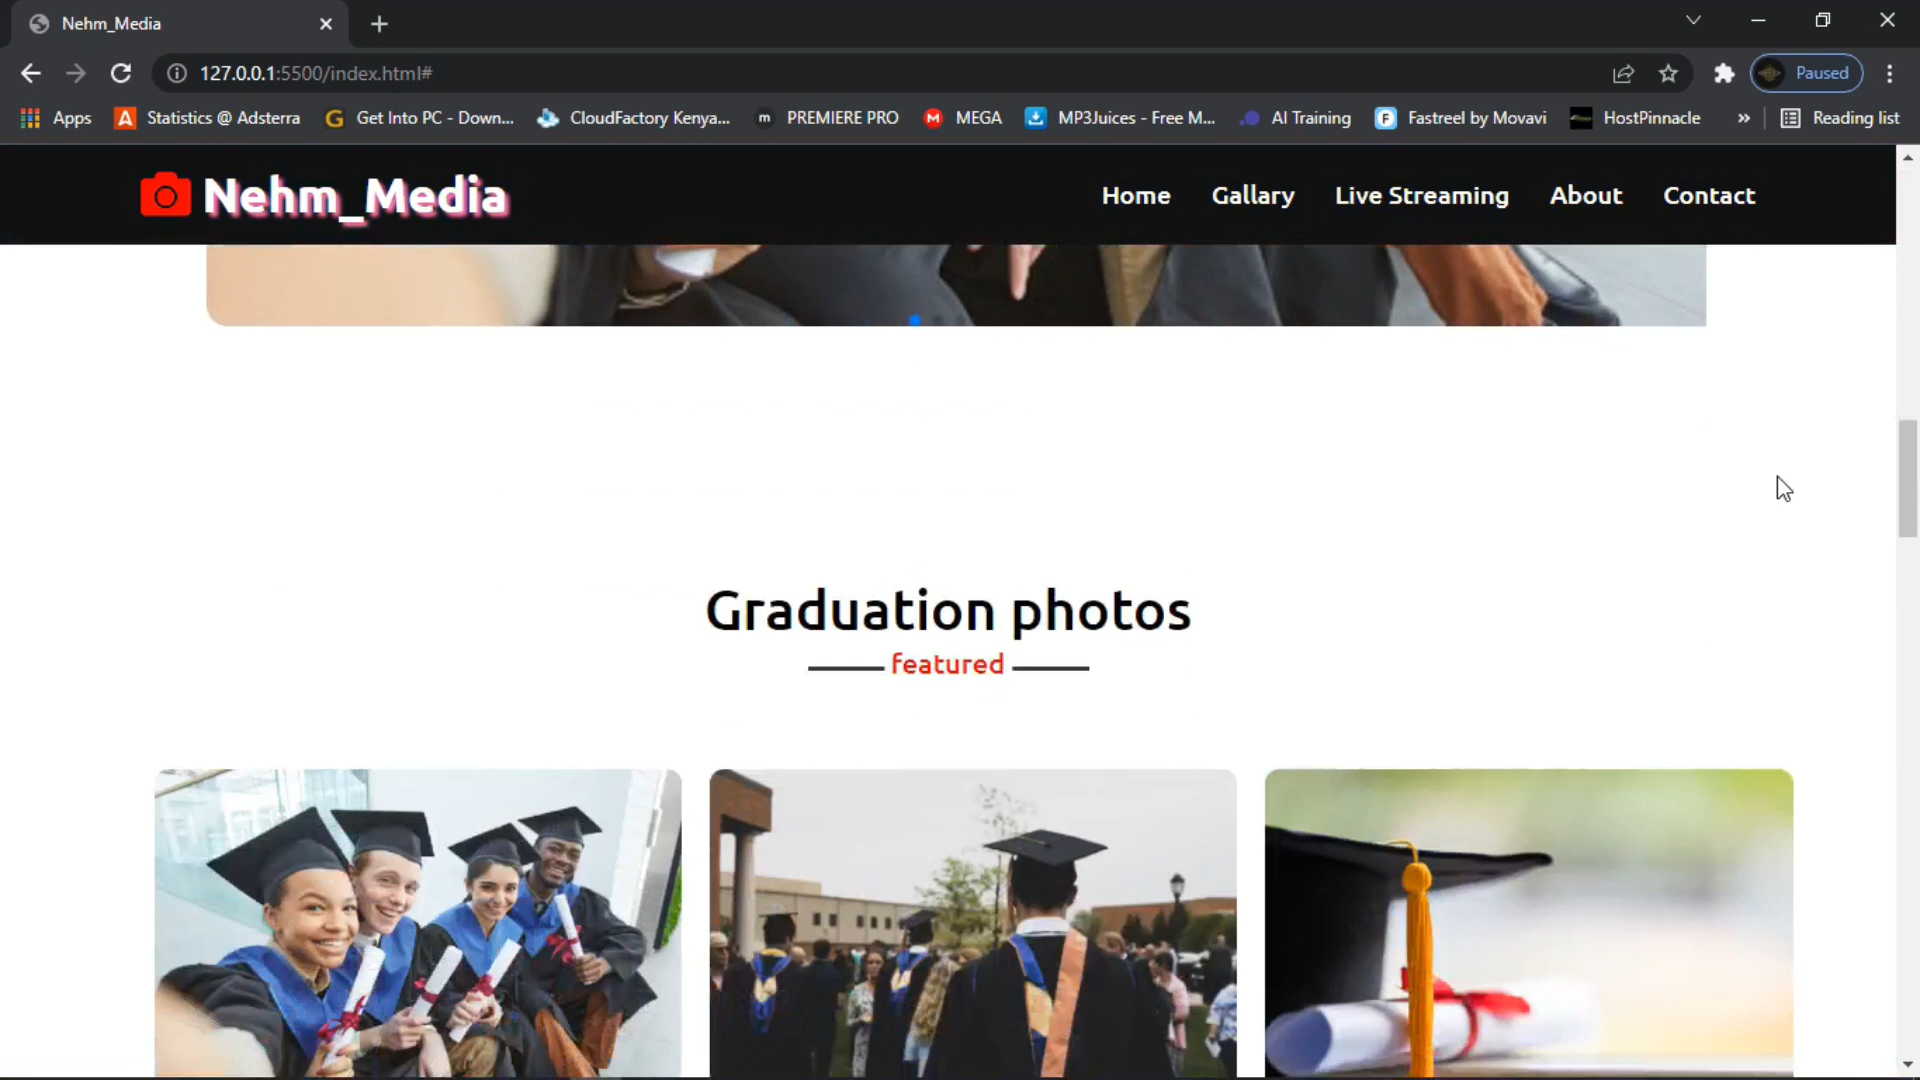 Nehm_Media
127.0.0.1:5500/index.html#
Paused
Apps
Statistics @ Adsterra
Get Into PC - Down...
CloudFactory Kenya...
PREMIERE PRO
MEGA
MP3Juices - Free M...
AI Training
Fastreel by Movavi
HostPinnacle
»
Reading list
Nehm_Media
Home Gallary Live Streaming About Contact
Graduation photos
featured